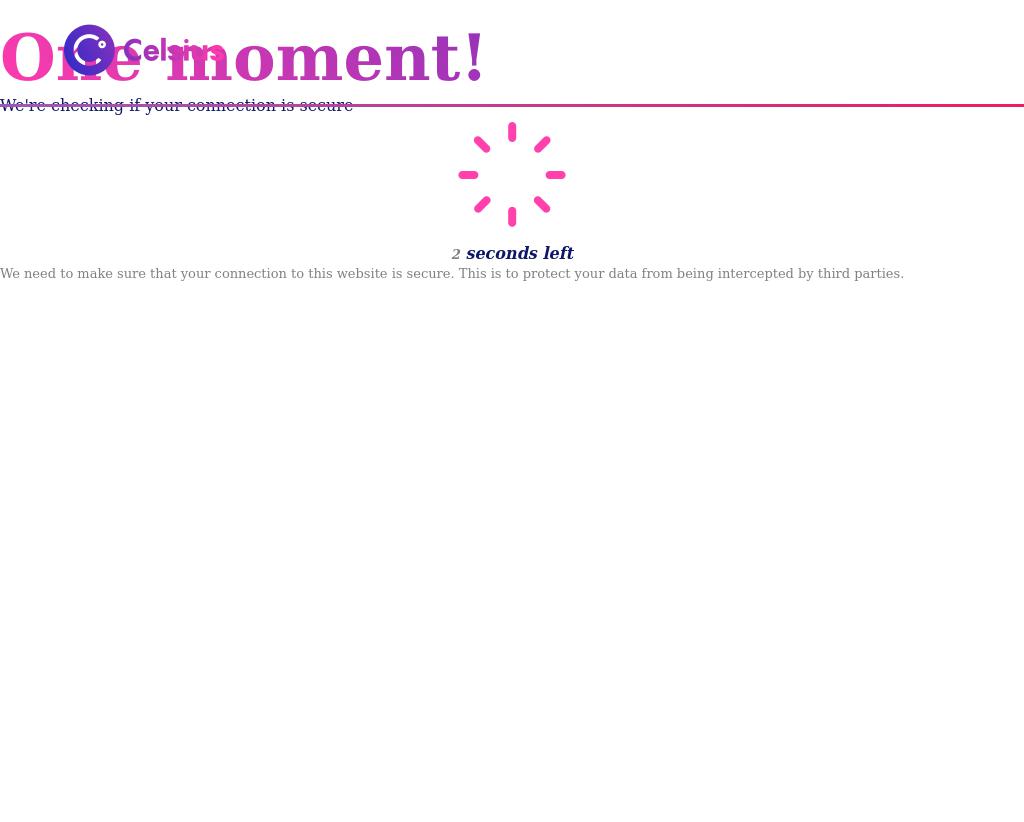 One moment!
Celsius
We're checking if your connection is secure
2 seconds left
We need to make sure that your connection to this website is secure. This is to protect your data from being intercepted by third parties.